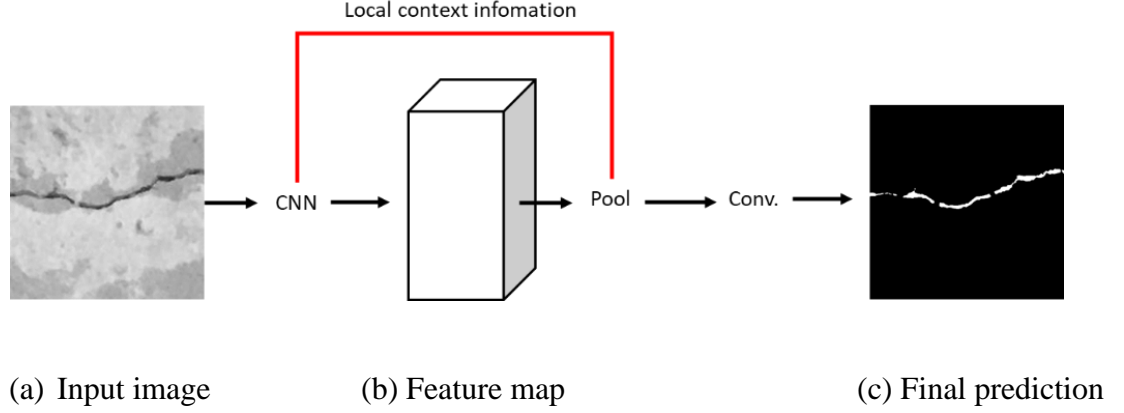 Local context infomation
CNN
Pool
Conv.
(a) Input image
(b) Feature map
(c) Final prediction